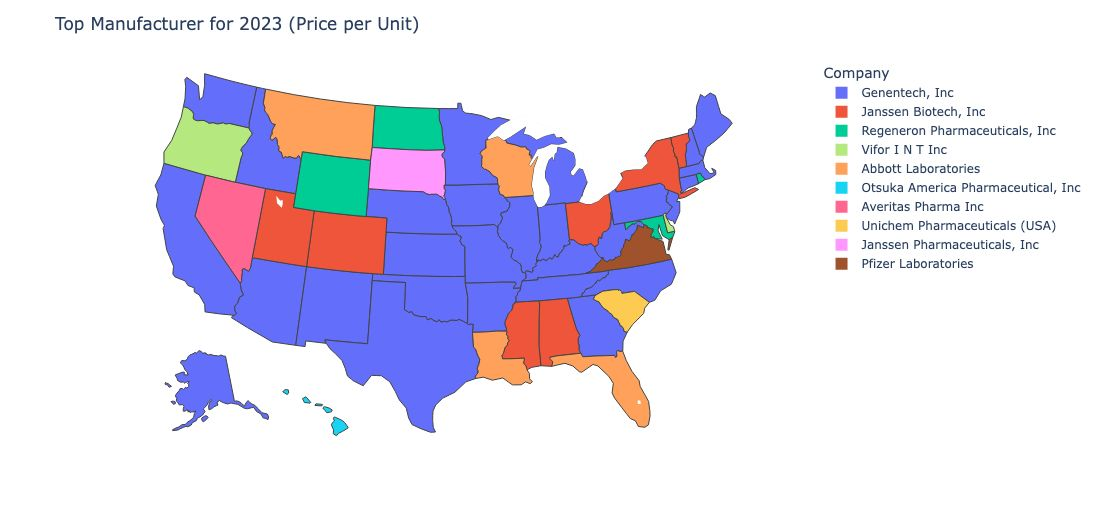 Top Manufacturer for 2023 (Price per Unit)
Company
Genentech, Inc
Janssen Biotech, Inc
Regeneron Pharmaceuticals, Inc
Vifor I N T Inc
Abbott Laboratories
Otsuka America Pharmaceutical, Inc
Averitas Pharma Inc
Unichem Pharmaceuticals (USA)
Janssen Pharmaceuticals, Inc
Pfizer Laboratories